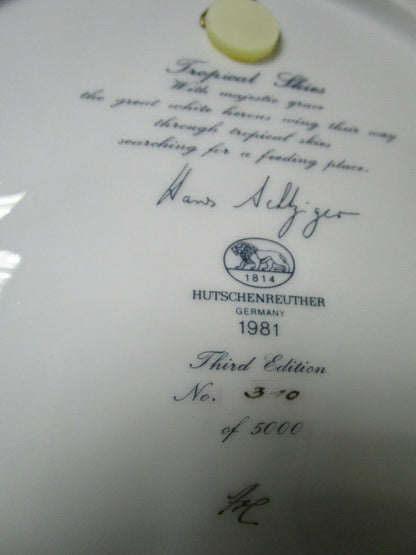 Tropical Skies
With majestic grace
the great white herons wing their way
through tropical skies
searching for a feeding place.
Hans Achtziger
1814
HUTSCHENREUTHER
GERMANY
1981
Third Edition
No. 310
of 5000